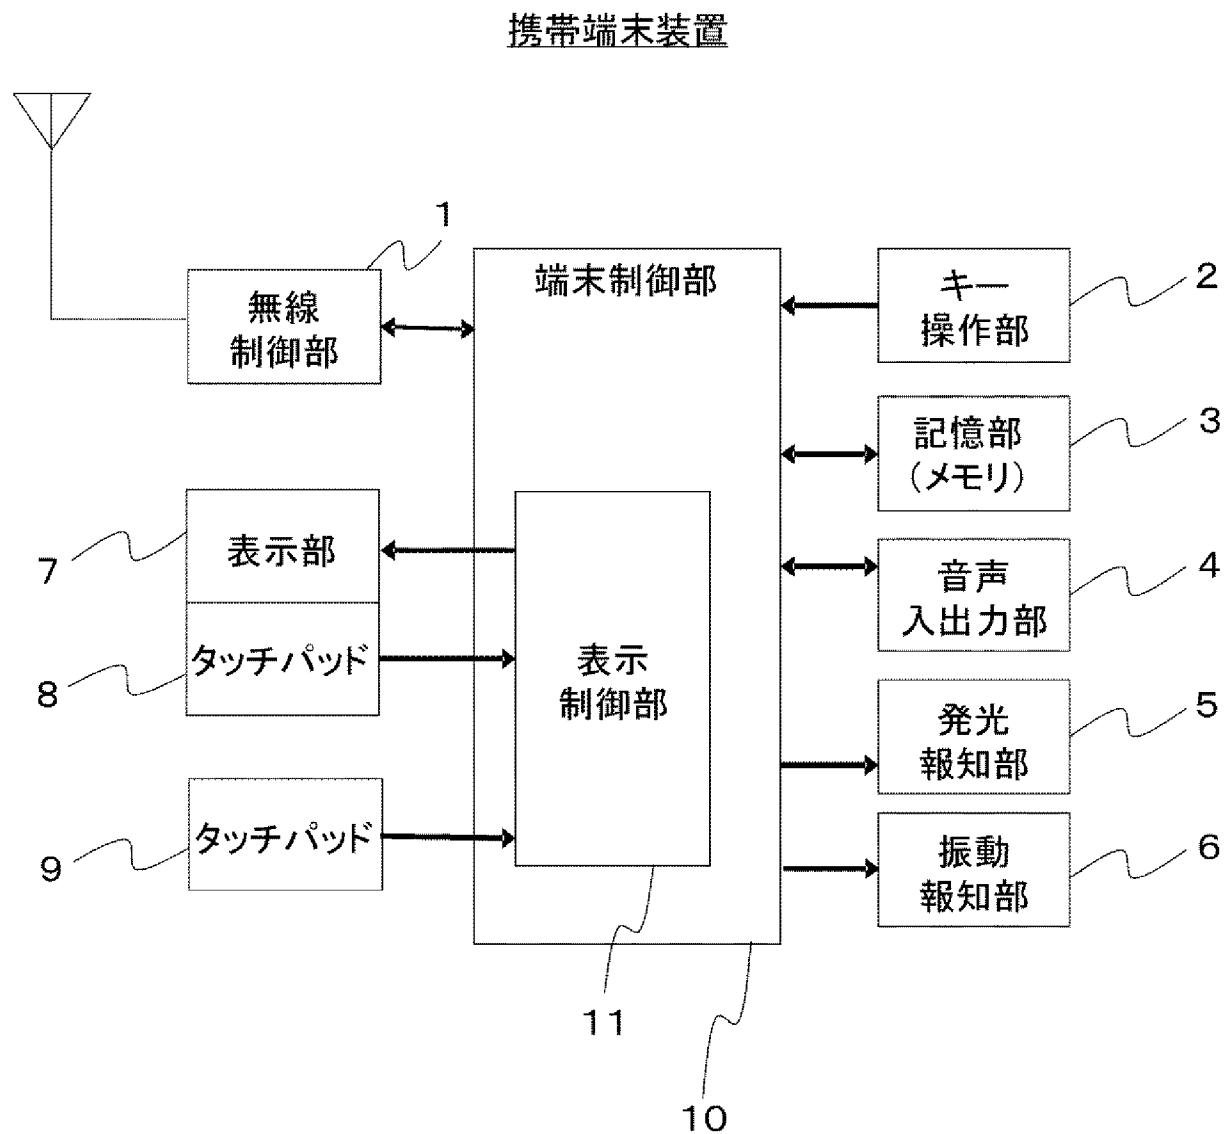 携帯端末装置
1
無線
制御部
端末制御部
キー
操作部
2
記憶部
(メモリ)
3
7
表示部
音声
入出力部
4
8
タッチパッド
表示
制御部
発光
報知部
5
9
タッチパッド
振動
報知部
6
11
10